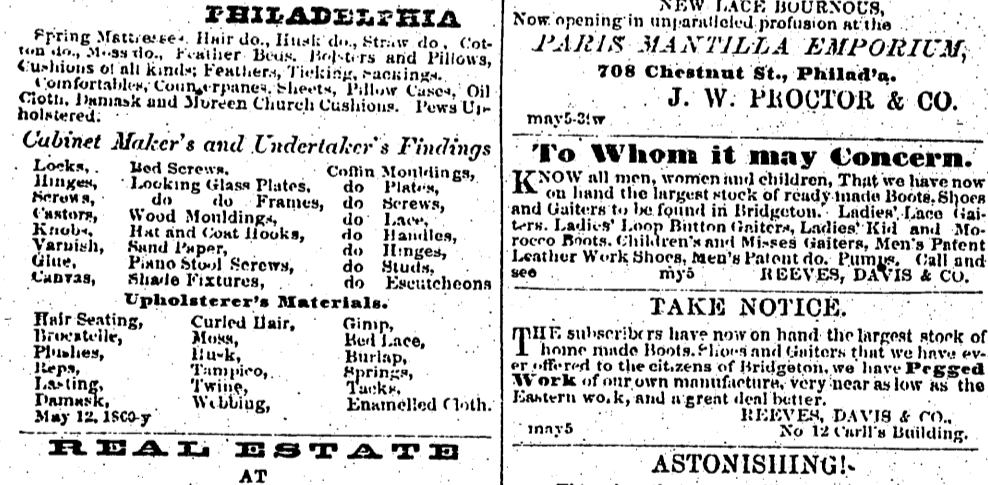 PHILADELPHIA
Spring Mattresses, Hair do., Husk do., Straw do., Cot-
ton do., Moss do., Feather Beds. Bolsters and Pillows,
Cushions of all kinds; Feathers, Ticking, Sackings.
Comfortables, Counterpanes, Sheets, Pillow Cases, Oil
Cloth. Damask and Moreen Church Cushions. Pews Up-
holstered.
Cabinet Maker's and Undertaker's Findings
Locks, Bed Screws, Coffin Mouldings,
Hinges, Looking Glass Plates, do Plates,
Screws, do do Frames, do Screws,
Castors, Wood Mouldings, do Lace,
Knobs, Hat and Coat Hooks, do Handles,
Varnish, Sand Paper, do Hinges,
Glue, Piano Stool Screws, do Studs,
Canvas, Shade Fixtures, do Escutcheons
Upholsterer's Materials.
Hair Seating, Curled Hair, Gimp,
Brocatelle, Moss, Bed Lace,
Plushes, Husk, Burlap,
Reps, Tampico, Springs,
Lasting, Twine, Tacks,
Damask, Webbing, Enamelled Cloth.
May 12, 1860-y
REAL ESTATE
AT
NEW LACE BOURNOUS,
Now opening in unparalleled profusion at the
PARIS MANTILLA EMPORIUM,
708 Chestnut St., Philad'a.
J. W. PROCTOR & CO.
may5-3tw
To Whom it may Concern.
KNOW all men, women and children, That we have now
on hand the largest stock of ready made Boots, Shoes
and Gaiters to be found in Bridgeton. Ladies' Lace Gai-
ters. Ladies' Loop Button Gaiters, Ladies' Kid and Mo-
rocco Boots. Children's and Misses Gaiters, Men's Patent
Leather Work Shoes, Men's Patent do. Pumps. Call and
see my5 REEVES, DAVIS & CO.
TAKE NOTICE.
THE subscribers have now on hand the largest stock of
home made Boots, Shoes and Gaiters that we have ev-
er offered to the citizens of Bridgeton, we have Pegged
Work of our own manufacture, very near as low as the
Eastern work, and a great deal better.
REEVES, DAVIS & CO.,
may5 No 12 Carll's Building.
ASTONISHING!